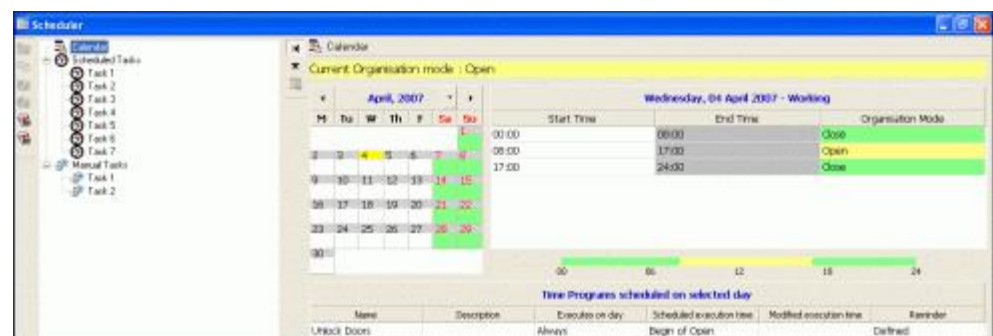 Scheduler
Calendar
Scheduled Tasks
Task 1
Task 2
Task 3
Task 4
Task 5
Task 6
Task 7
Manual Tasks
Task 1
Task 2
Calendar
Current Organisation mode : Open
April, 2007
M Tu W Th F Sa Su
1
2 3 4 5 6 7 8
9 10 11 12 13 14 15
16 17 18 19 20 21 22
23 24 25 26 27 28 29
30
Wednesday, 04 April 2007 - Working
Start Time End Time Organisation Mode
00:00 08:00 Close
08:00 17:00 Open
17:00 24:00 Close
00 06 12 18 24
Time Programs scheduled on selected day
Name Description Executes on day Scheduled execution time Modified execution time Reminder
Unlock Doors Always Begin of Open Defined